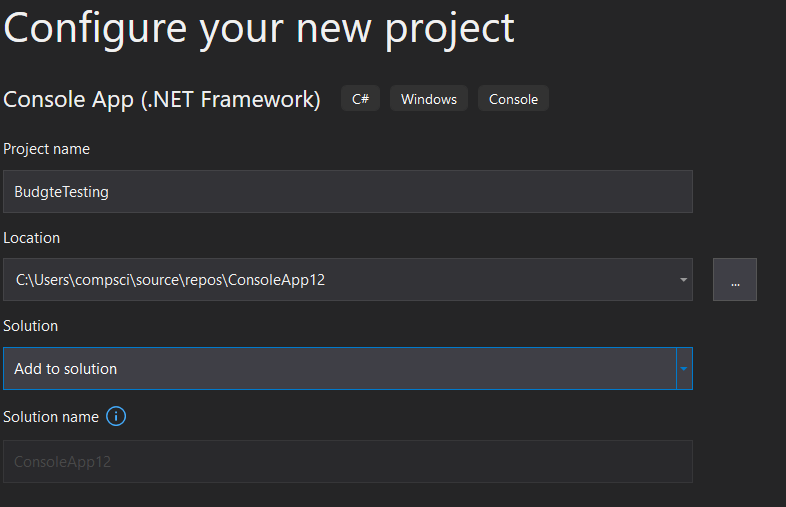 Configure your new project
Console App (.NET Framework) C# Windows Console
Project name
BudgteTesting
Location
C:\Users\compsci\source\repos\ConsoleApp12
...
Solution
Add to solution
Solution name
ConsoleApp12